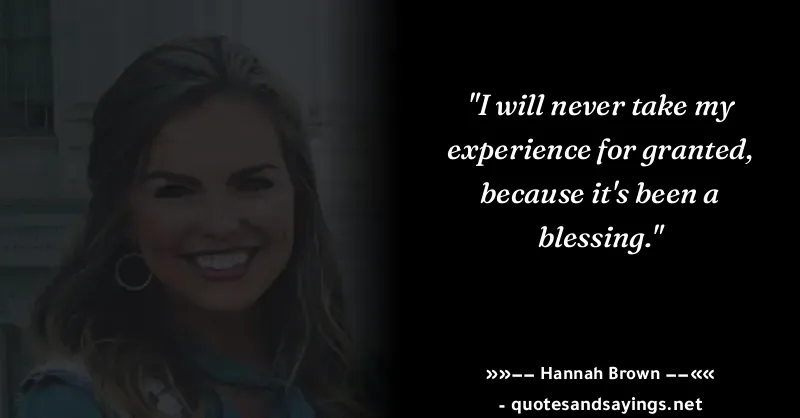 "I will never take my
experience for granted,
because it's been a
blessing."
»»−− Hannah Brown −−««
- quotesandsayings.net